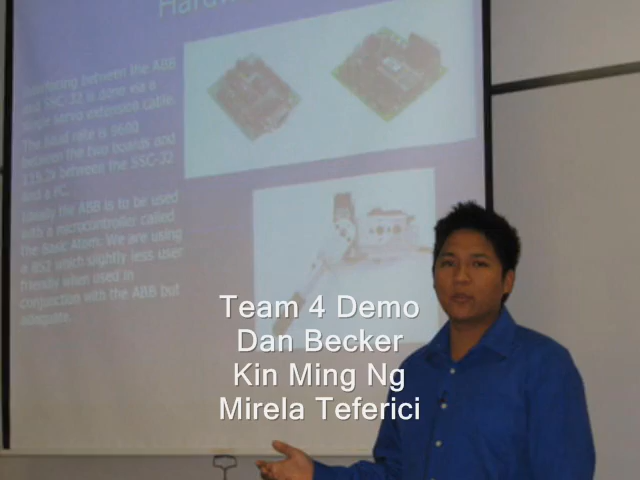 Hardw
Interfacing between the ABB
and SSC-32 is done via a
single servo extension cable.
The baud rate is 9600
between the two boards and
115.2k between the SSC-32
and a PC.
Ideally the ABB is to be used
with a microcontroller called
the Basic Atom. We are using
a BS2 which slightly less user
friendly when used in
conjunction with the ABB but
adequate.
Team 4 Demo
Dan Becker
Kin Ming Ng
Mirela Teferici